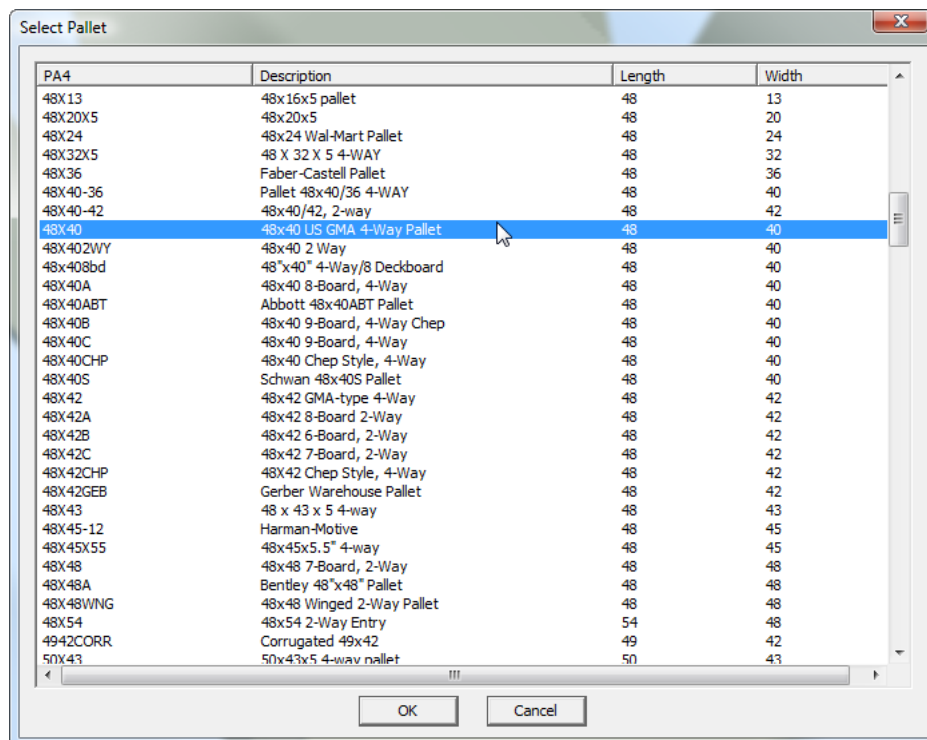 Select Pallet
PA4 Description Length Width
48X13 48x16x5 pallet 48 13
48X20X5 48x20x5 48 20
48X24 48x24 Wal-Mart Pallet 48 24
48X32X5 48 X 32 X 5 4-WAY 48 32
48X36 Faber-Castell Pallet 48 36
48X40-36 Pallet 48x40/36 4-WAY 48 40
48X40-42 48x40/42, 2-way 48 42
48X40 48x40 US GMA 4-Way Pallet 48 40
48X402WY 48x40 2 Way 48 40
48x408bd 48"x40" 4-Way/8 Deckboard 48 40
48X40A 48x40 8-Board, 4-Way 48 40
48X40ABT Abbott 48x40ABT Pallet 48 40
48X40B 48x40 9-Board, 4-Way Chep 48 40
48X40C 48x40 9-Board, 4-Way 48 40
48X40CHP 48x40 Chep Style, 4-Way 48 40
48X40S Schwan 48x40S Pallet 48 40
48X42 48x42 GMA-type 4-Way 48 42
48X42A 48x42 8-Board 2-Way 48 42
48X42B 48x42 6-Board, 2-Way 48 42
48X42C 48x42 7-Board, 2-Way 48 42
48X42CHP 48X42 Chep Style, 4-Way 48 42
48X42GEB Gerber Warehouse Pallet 48 42
48X43 48 x 43 x 5 4-way 48 43
48X45-12 Harman-Motive 48 45
48X45X55 48x45x5.5" 4-way 48 45
48X48 48x48 7-Board, 2-Way 48 48
48X48A Bentley 48"x48" Pallet 48 48
48X48WNG 48x48 Winged 2-Way Pallet 48 48
48X54 48x54 2-Way Entry 54 48
4942CORR Corrugated 49x42 49 42
50X43 50x43x5 4-way pallet 50 43
OK Cancel